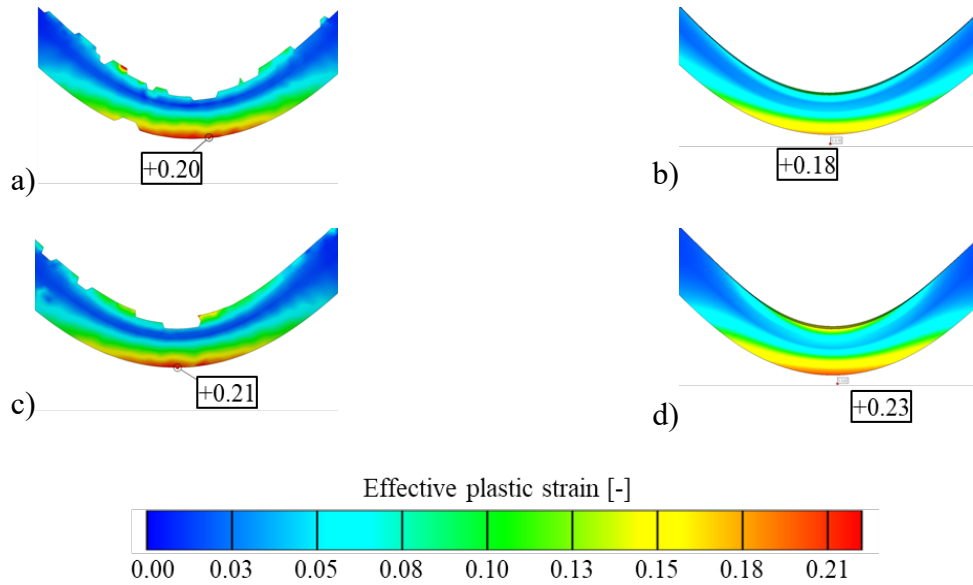 +0.20
a)
+0.18
b)
+0.21
c)
+0.23
d)
Effective plastic strain [-]
0.00 0.03 0.05 0.08 0.10 0.13 0.15 0.18 0.21